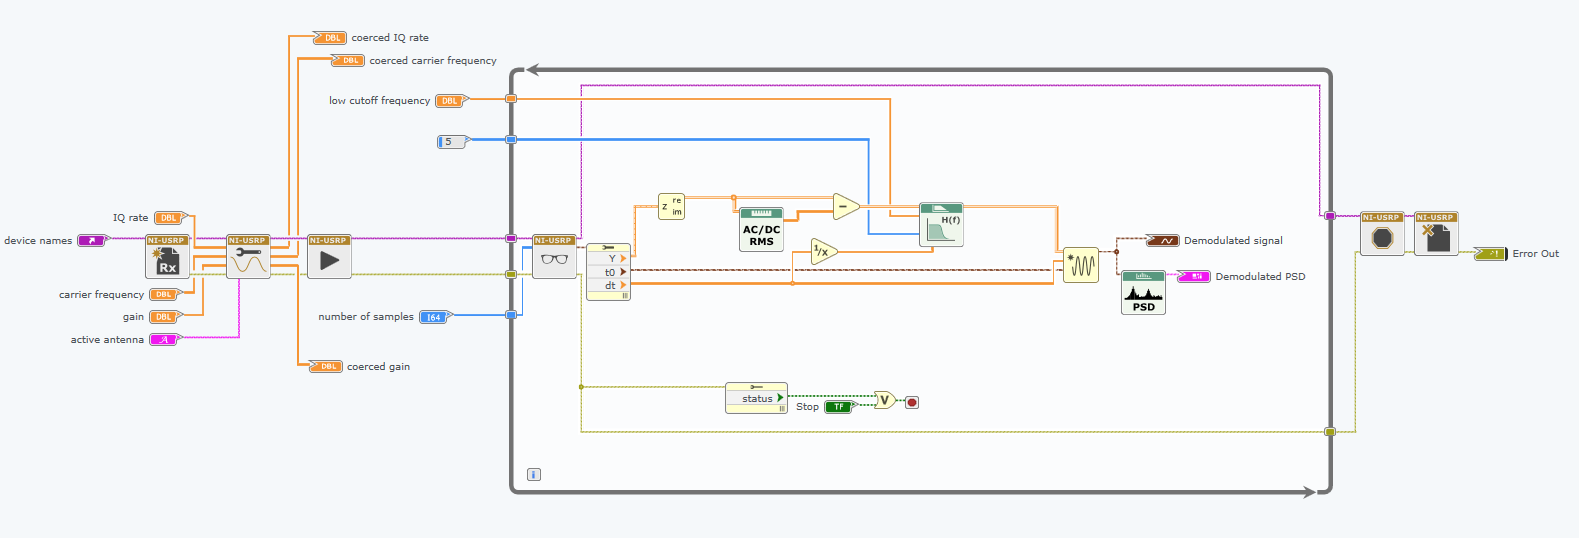 coerced IQ rate
DBL
coerced carrier frequency
DBL
low cutoff frequency
DBL
5
IQ rate
DBL
device names
NI-USRP
Rx
NI-USRP
NI-USRP
carrier frequency
DBL
gain
DBL
active antenna
A
coerced gain
DBL
number of samples
I64
NI-USRP
Y
t0
dt
z
re
im
AC/DC
RMS
−
1/x
H(f)
Demodulated signal
PSD
Demodulated PSD
status
Stop
TF
V
i
NI-USRP
NI-USRP
Error Out